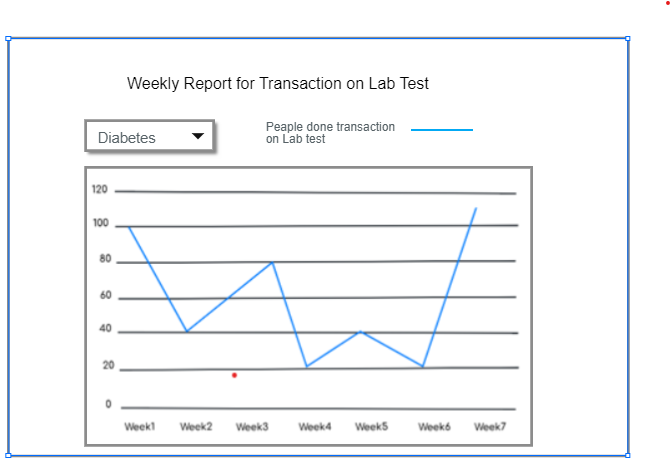 Weekly Report for Transaction on Lab Test
Diabetes
Peaple done transaction
on Lab test
120
100
80
60
40
20
0
Week1 Week2 Week3 Week4 Week5 Week6 Week7